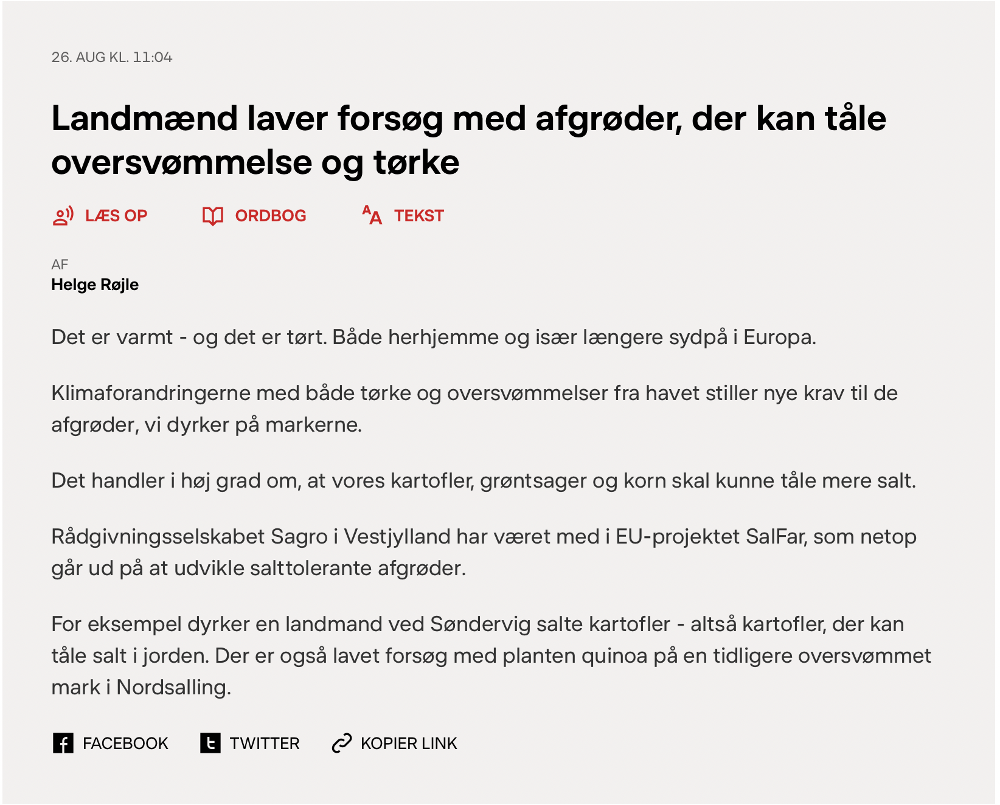 26. AUG KL. 11:04
Landmænd laver forsøg med afgrøder, der kan tåle
oversvømmelse og tørke
LÆS OP
ORDBOG
TEKST
AF
Helge Røjle
Det er varmt - og det er tørt. Både herhjemme og især længere sydpå i Europa.
Klimaforandringerne med både tørke og oversvømmelser fra havet stiller nye krav til de
afgrøder, vi dyrker på markerne.
Det handler i høj grad om, at vores kartofler, grøntsager og korn skal kunne tåle mere salt.
Rådgivningsselskabet Sagro i Vestjylland har været med i EU-projektet SalFar, som netop
går ud på at udvikle salttolerante afgrøder.
For eksempel dyrker en landmand ved Søndervig salte kartofler - altså kartofler, der kan
tåle salt i jorden. Der er også lavet forsøg med planten quinoa på en tidligere oversvømmet
mark i Nordsalling.
FACEBOOK
TWITTER
KOPIER LINK